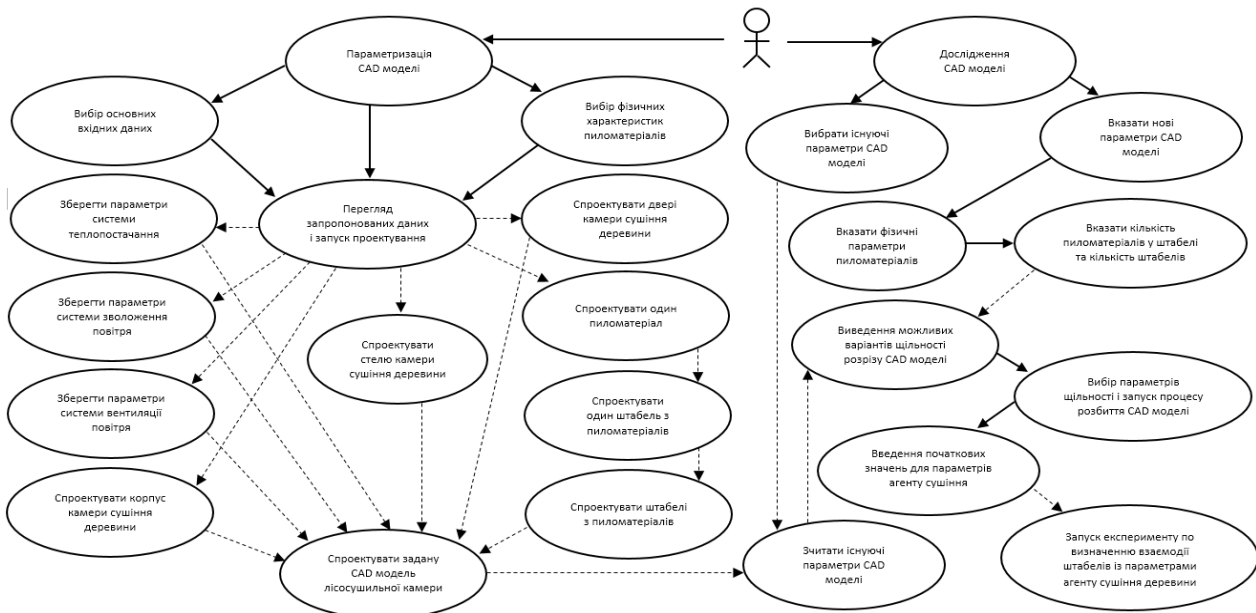 Параметризація
CAD моделі
Дослідження
CAD моделі
Вибір основних
вхідних даних
Вибір фізичних
характеристик
пиломатеріалів
Вибрати існуючі
параметри CAD
моделі
Вказати нові
параметри CAD
моделі
Зберегти параметри
системи
теплопостачання
Перегляд
запропонованих даних
і запуск проектування
Спроектувати двері
камери сушіння
деревини
Вказати фізичні
параметри
пиломатеріалів
Вказати кількість
пиломатеріалів у штабелі
та кількість штабелів
Зберегти параметри
системи зволоження
повітря
Спроектувати
стелю камери
сушіння деревини
Спроектувати один
пиломатеріал
Виведення можливих
варіантів щільності
розрізу CAD моделі
Вибір параметрів
щільності і запуск процесу
розбиття CAD моделі
Зберегти параметри
системи вентиляції
повітря
Спроектувати
один штабель з
пиломатеріалів
Введення початкових
значень для параметрів
агенту сушіння
Спроектувати корпус
камери сушіння
деревини
Спроектувати штабелі
з пиломатеріалів
Спроектувати задану
CAD модель
лісосушильної камери
Зчитати існуючі
параметри CAD
моделі
Запуск експерименту по
визначенню взаємодії
штабелів із параметрами
агенту сушіння деревини